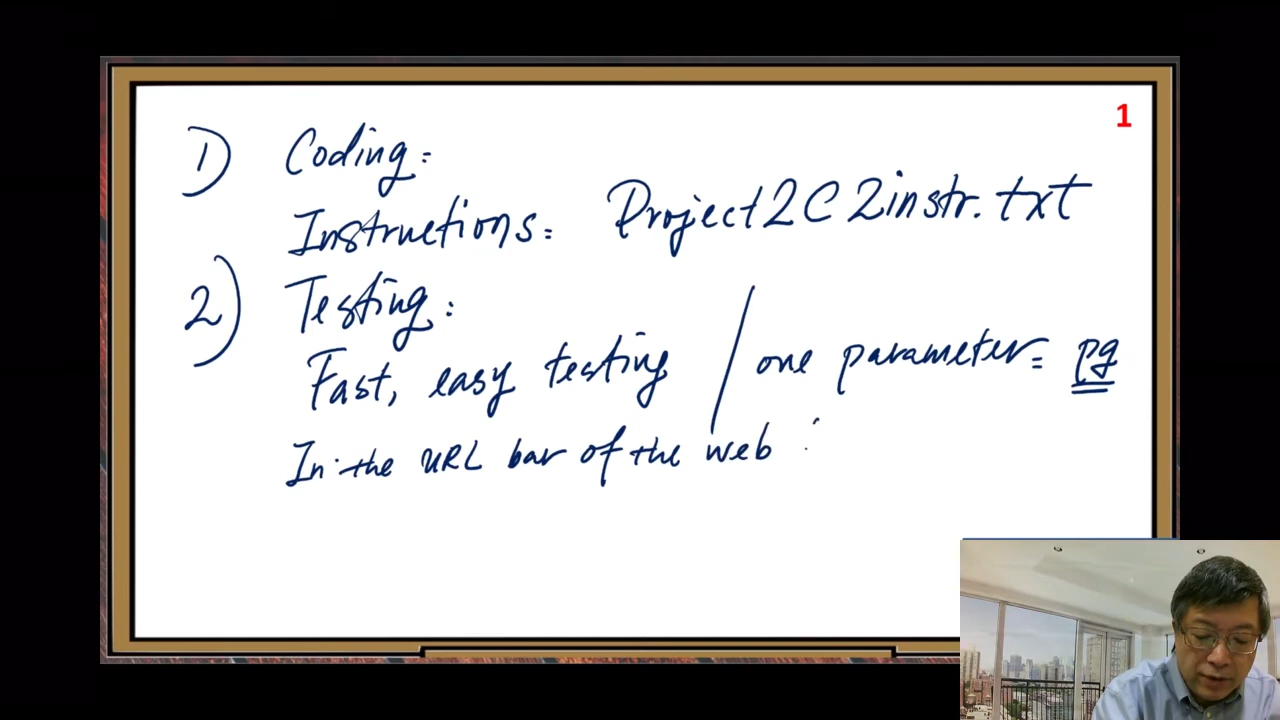 1
1) Coding:
Instructions: Project2C2instr.txt
2) Testing:
Fast, easy testing / one parameter: pg
In the URL bar of the web